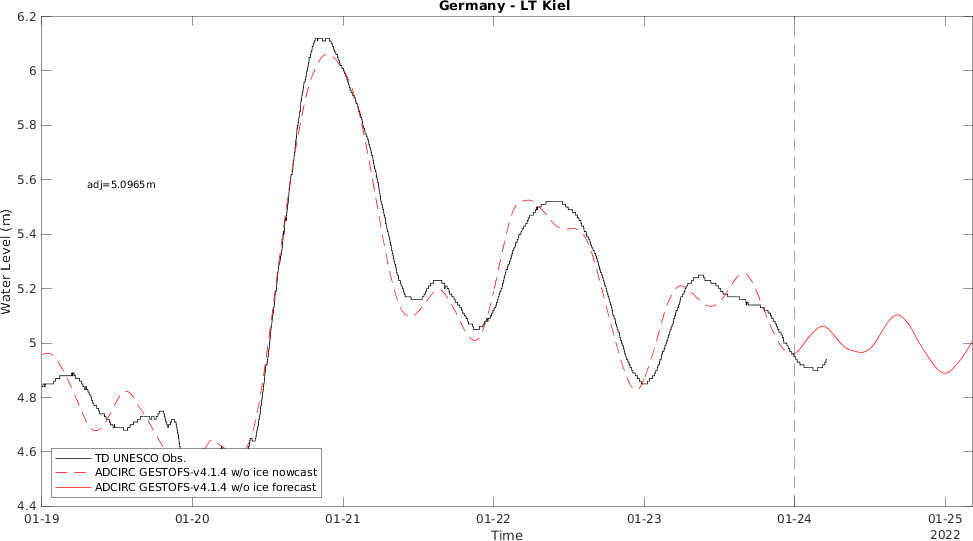 Germany - LT Kiel
6.2
6
5.8
5.6
adj=5.0965m
5.4
Water Level (m)
5.2
5
4.8
4.6
TD UNESCO Obs.
ADCIRC GESTOFS-v4.1.4 w/o ice nowcast
ADCIRC GESTOFS-v4.1.4 w/o ice forecast
4.4
01-19 01-20 01-21 01-22 01-23 01-24 01-25
Time 2022